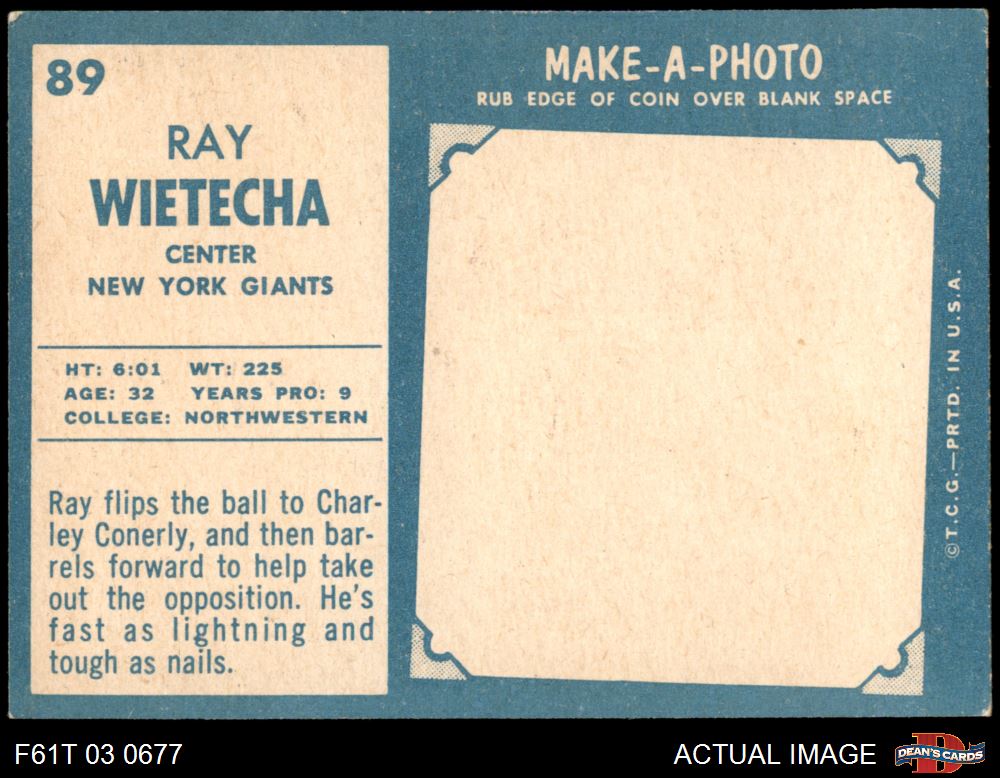 89
RAY
WIETECHA
CENTER
NEW YORK GIANTS
HT: 6:01 WT: 225
AGE: 32 YEARS PRO: 9
COLLEGE: NORTHWESTERN
Ray flips the ball to Char-
ley Conerly, and then bar-
rels forward to help take
out the opposition. He's
fast as lightning and
tough as nails.
MAKE-A-PHOTO
RUB EDGE OF COIN OVER BLANK SPACE
©T.C.G.—PRTD. IN U.S.A.
F61T 03 0677
ACTUAL IMAGE
D
DEAN'S CARDS